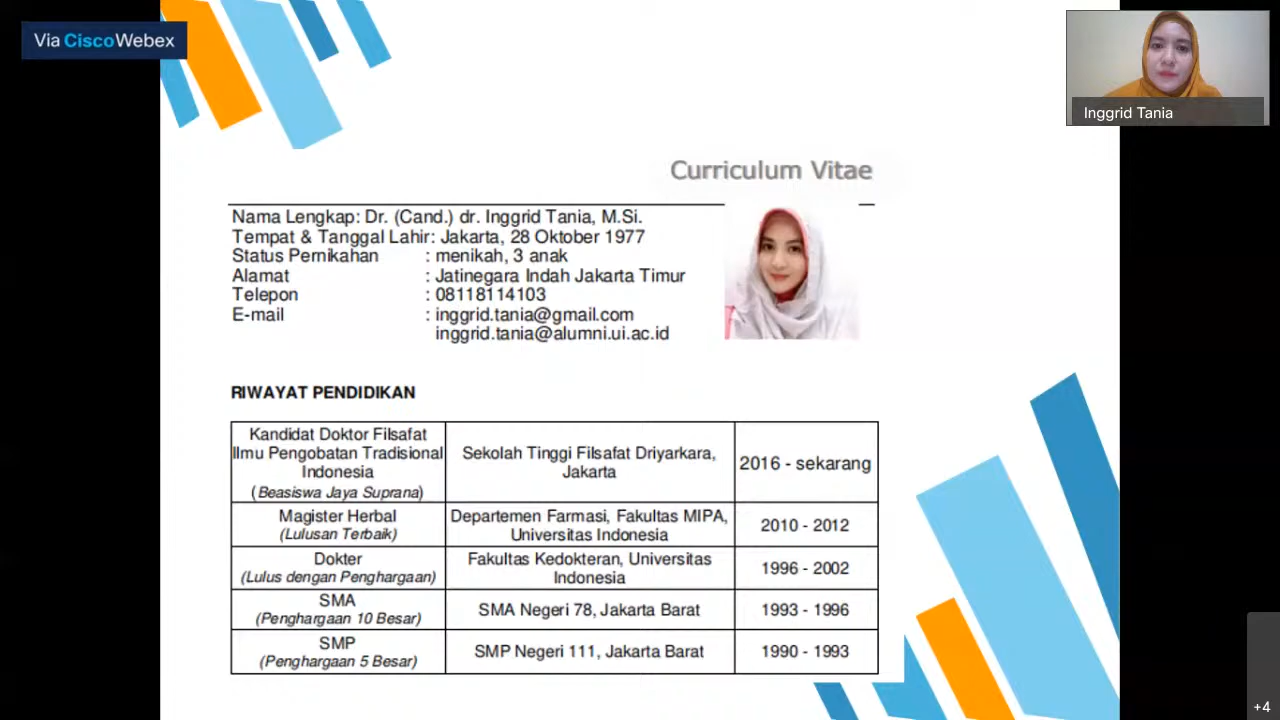 Via Cisco Webex
Inggrid Tania
Curriculum Vitae
Nama Lengkap: Dr. (Cand.) dr. Inggrid Tania, M.Si.
Tempat & Tanggal Lahir: Jakarta, 28 Oktober 1977
Status Pernikahan : menikah, 3 anak
Alamat : Jatinegara Indah Jakarta Timur
Telepon : 08118114103
E-mail : inggrid.tania@gmail.com
inggrid.tania@alumni.ui.ac.id
RIWAYAT PENDIDIKAN
Kandidat Doktor Filsafat
Ilmu Pengobatan Tradisional
Indonesia
(Beasiswa Jaya Suprana)
Sekolah Tinggi Filsafat Driyarkara,
Jakarta
2016 - sekarang
Magister Herbal
(Lulusan Terbaik)
Departemen Farmasi, Fakultas MIPA,
Universitas Indonesia
2010 - 2012
Dokter
(Lulus dengan Penghargaan)
Fakultas Kedokteran, Universitas
Indonesia
1996 - 2002
SMA
(Penghargaan 10 Besar)
SMA Negeri 78, Jakarta Barat
1993 - 1996
SMP
(Penghargaan 5 Besar)
SMP Negeri 111, Jakarta Barat
1990 - 1993
+4